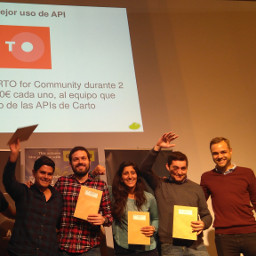 ejor uso de API
TO
RTO for Community durante 2
0€ cada uno, al equipo que
o de las APIs de Carto